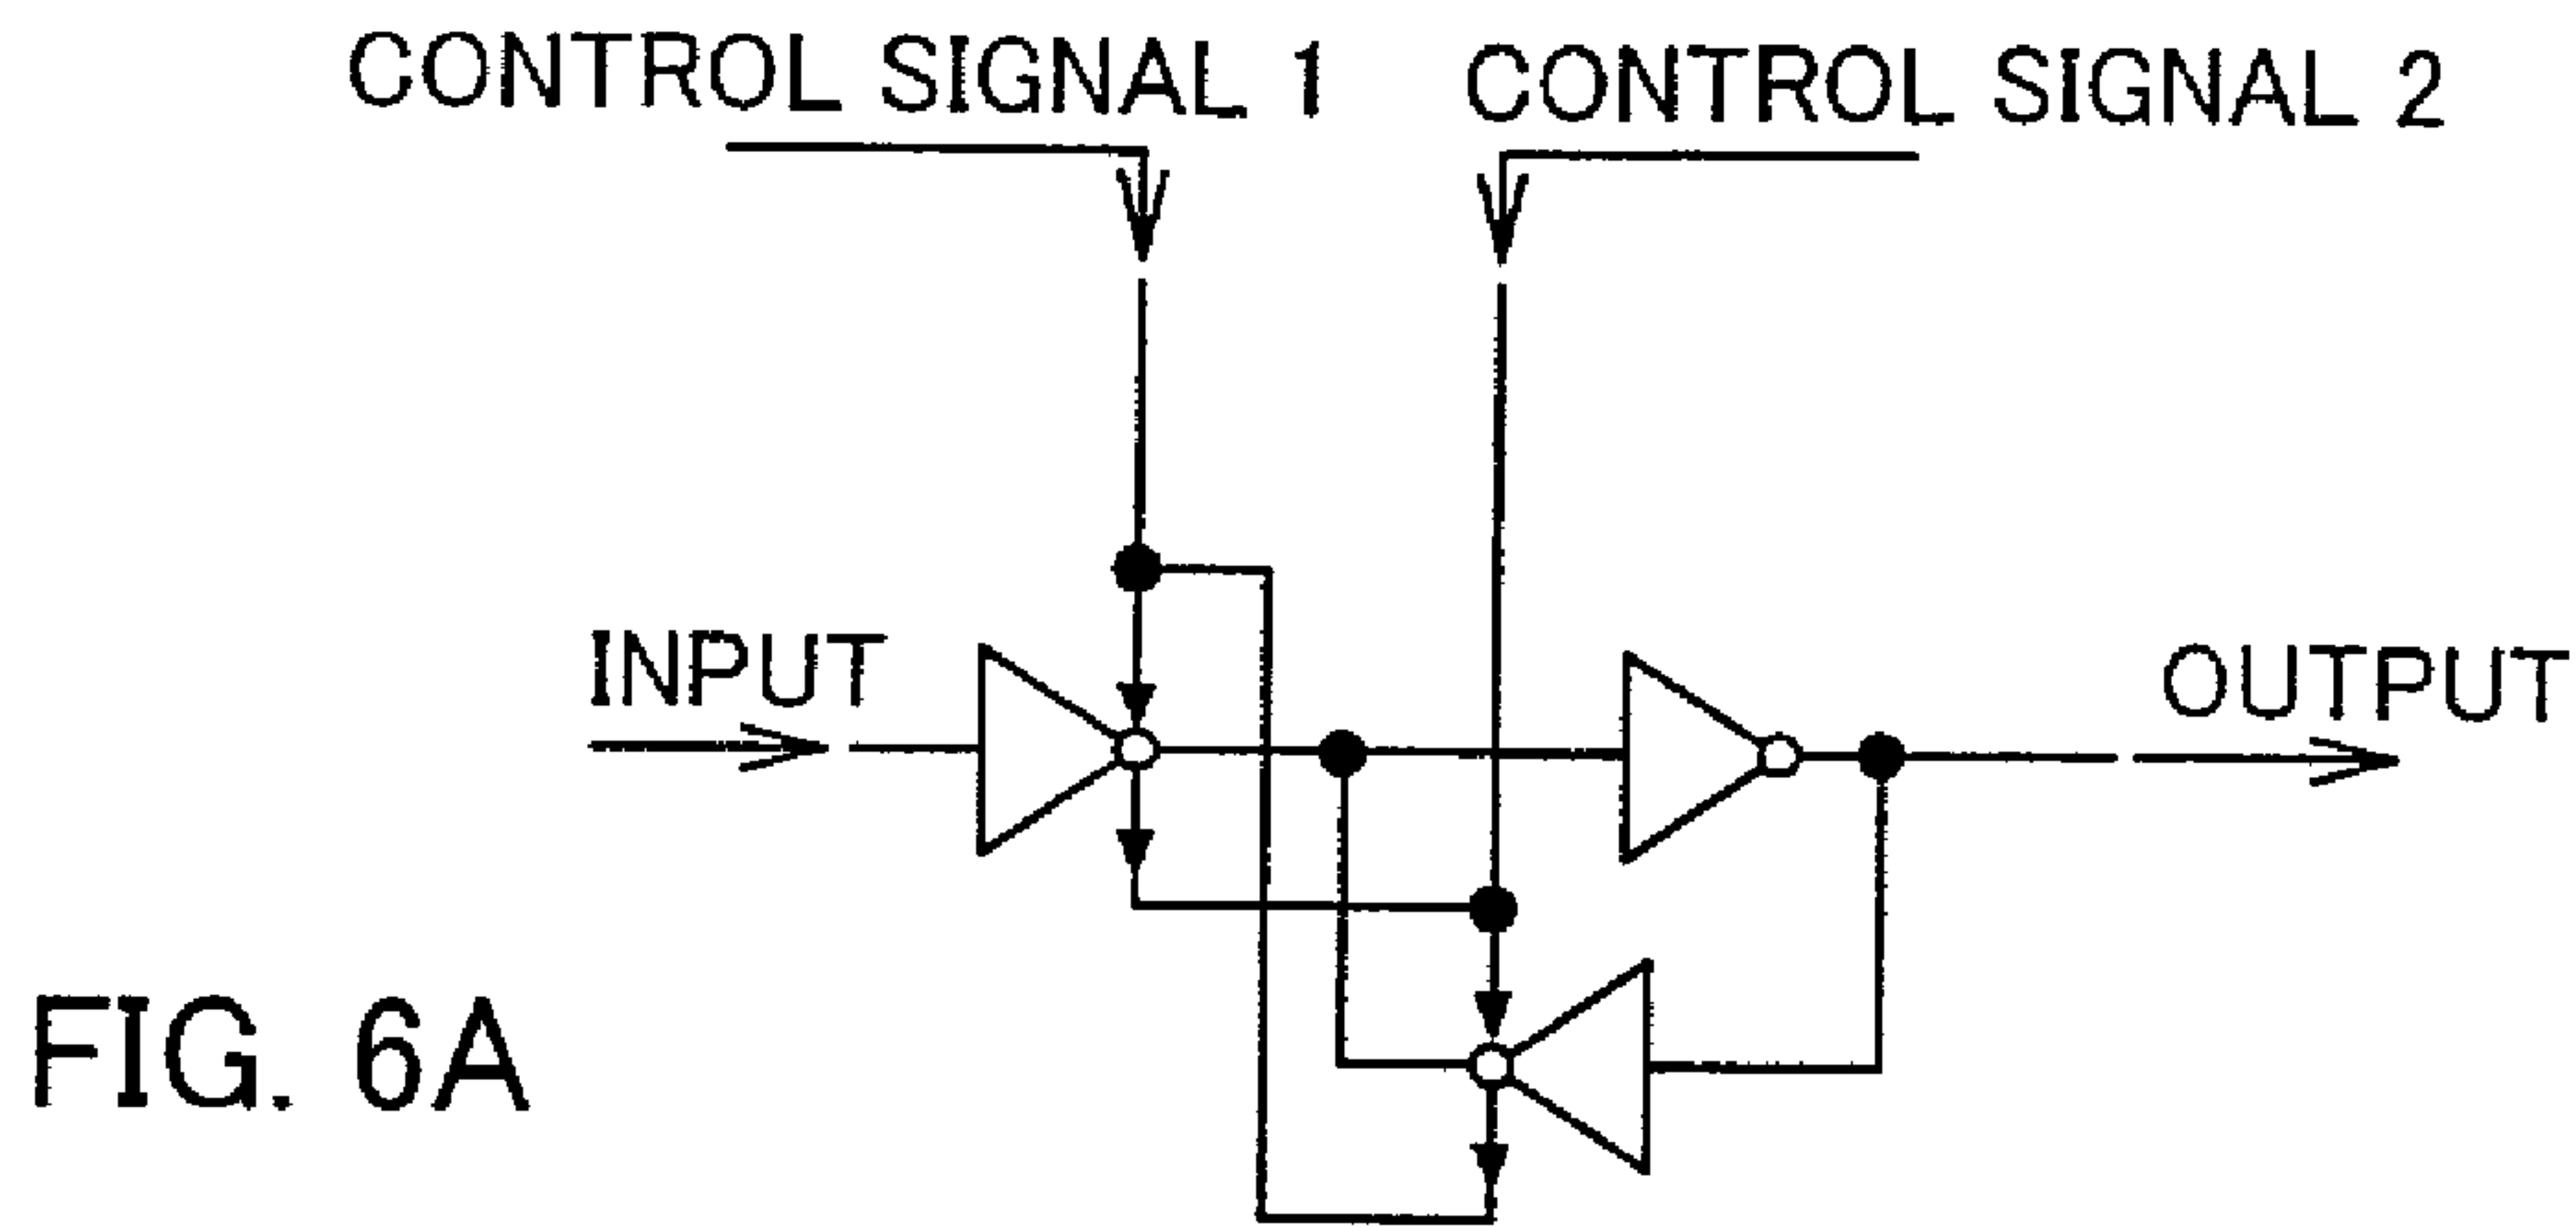 CONTROL SIGNAL 1
CONTROL SIGNAL 2
INPUT
OUTPUT
FIG. 6A